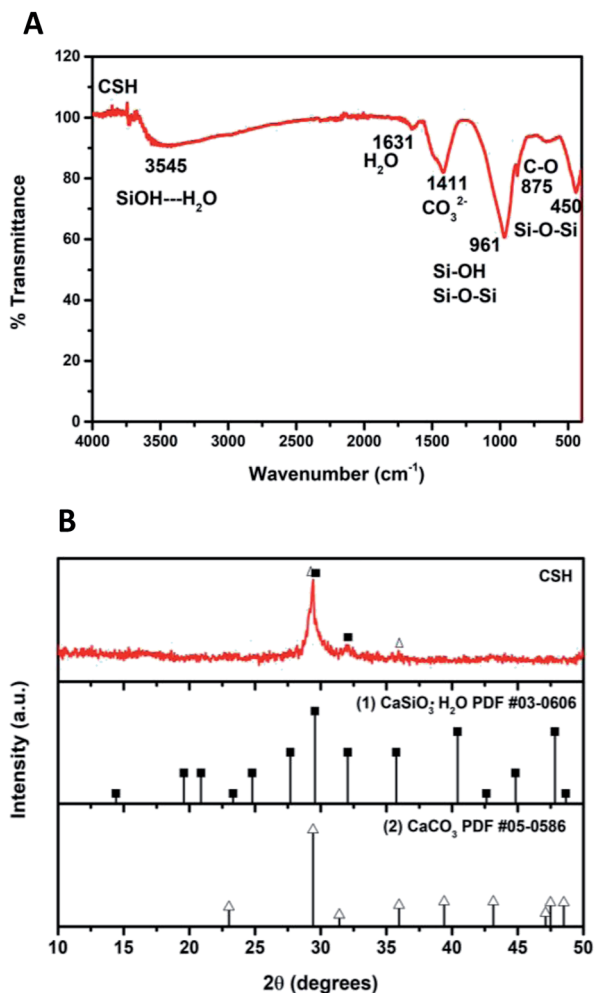 A
120
100
80
60
40
20
0
% Transmittance
CSH
3545
SiOH---H₂O
1631
H₂O
1411
CO₃²⁻
961
Si-OH
Si-O-Si
C-O
875
Si-O-Si
450
4000 3500 3000 2500 2000 1500 1000 500
Wavenumber (cm⁻¹)
B
Intensity (a.u.)
CSH
(1) CaSiO₃·H₂O PDF #03-0606
(2) CaCO₃ PDF #05-0586
10 15 20 25 30 35 40 45 50
2θ (degrees)